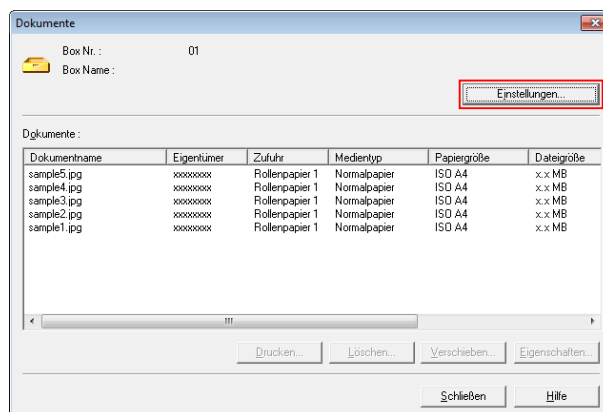 Dokumente
Box Nr. : 01
Box Name :
Einstellungen...
Dokumente :
Dokumentname Eigentümer Zufuhr Medientyp Papiergröße Dateigröße
sample5.jpg xxxxxxxx Rollenpapier 1 Normalpapier ISO A4 x.x MB
sample4.jpg xxxxxxxx Rollenpapier 1 Normalpapier ISO A4 x.x MB
sample3.jpg xxxxxxxx Rollenpapier 1 Normalpapier ISO A4 x.x MB
sample2.jpg xxxxxxxx Rollenpapier 1 Normalpapier ISO A4 x.x MB
sample1.jpg xxxxxxxx Rollenpapier 1 Normalpapier ISO A4 x.x MB
Drucken... Löschen... Verschieben... Eigenschaften...
Schließen Hilfe